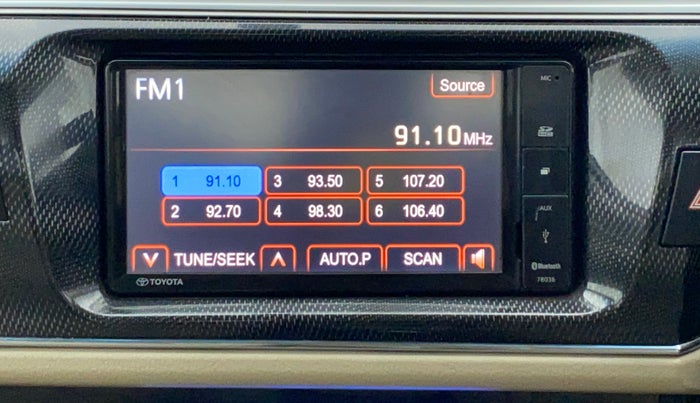 FM1
Source
91.10MHz
1 91.10 3 93.50 5 107.20
2 92.70 4 98.30 6 106.40
TUNE/SEEK AUTO.P SCAN
TOYOTA
MIC
AUX
Bluetooth
78036